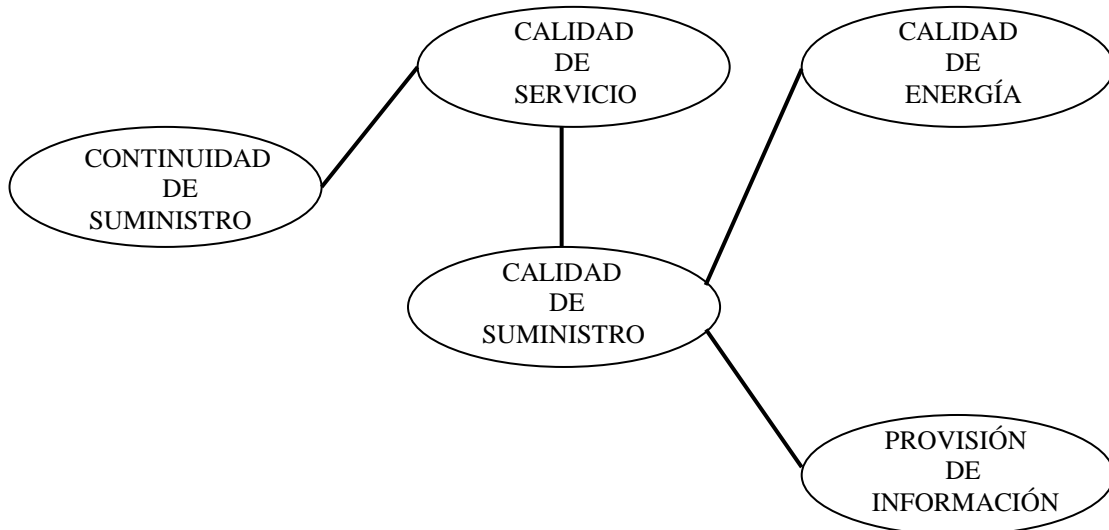 CALIDAD
DE
SERVICIO
CALIDAD
DE
ENERGÍA
CONTINUIDAD
DE
SUMINISTRO
CALIDAD
DE
SUMINISTRO
PROVISIÓN
DE
INFORMACIÓN